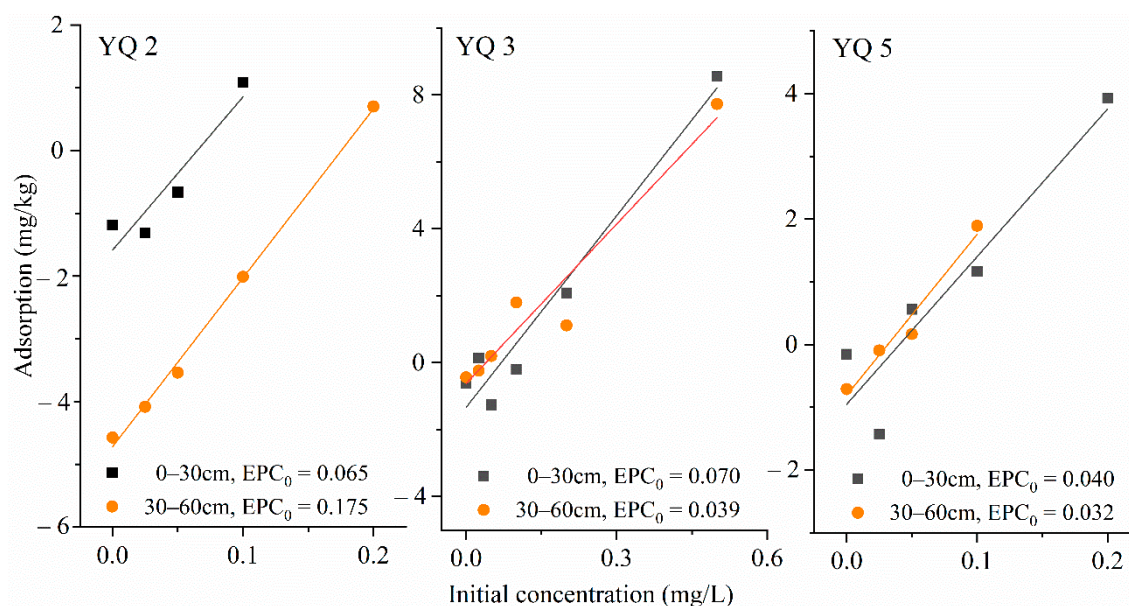 YQ 2
YQ 3
YQ 5
Adsorption (mg/kg)
2
0
−2
−4
−6
0–30cm, EPC₀ = 0.065
30–60cm, EPC₀ = 0.175
0.0 0.1 0.2
8
4
0
−4
0–30cm, EPC₀ = 0.070
30–60cm, EPC₀ = 0.039
0.0 0.3 0.6
4
2
0
−2
0–30cm, EPC₀ = 0.040
30–60cm, EPC₀ = 0.032
0.0 0.1 0.2
Initial concentration (mg/L)